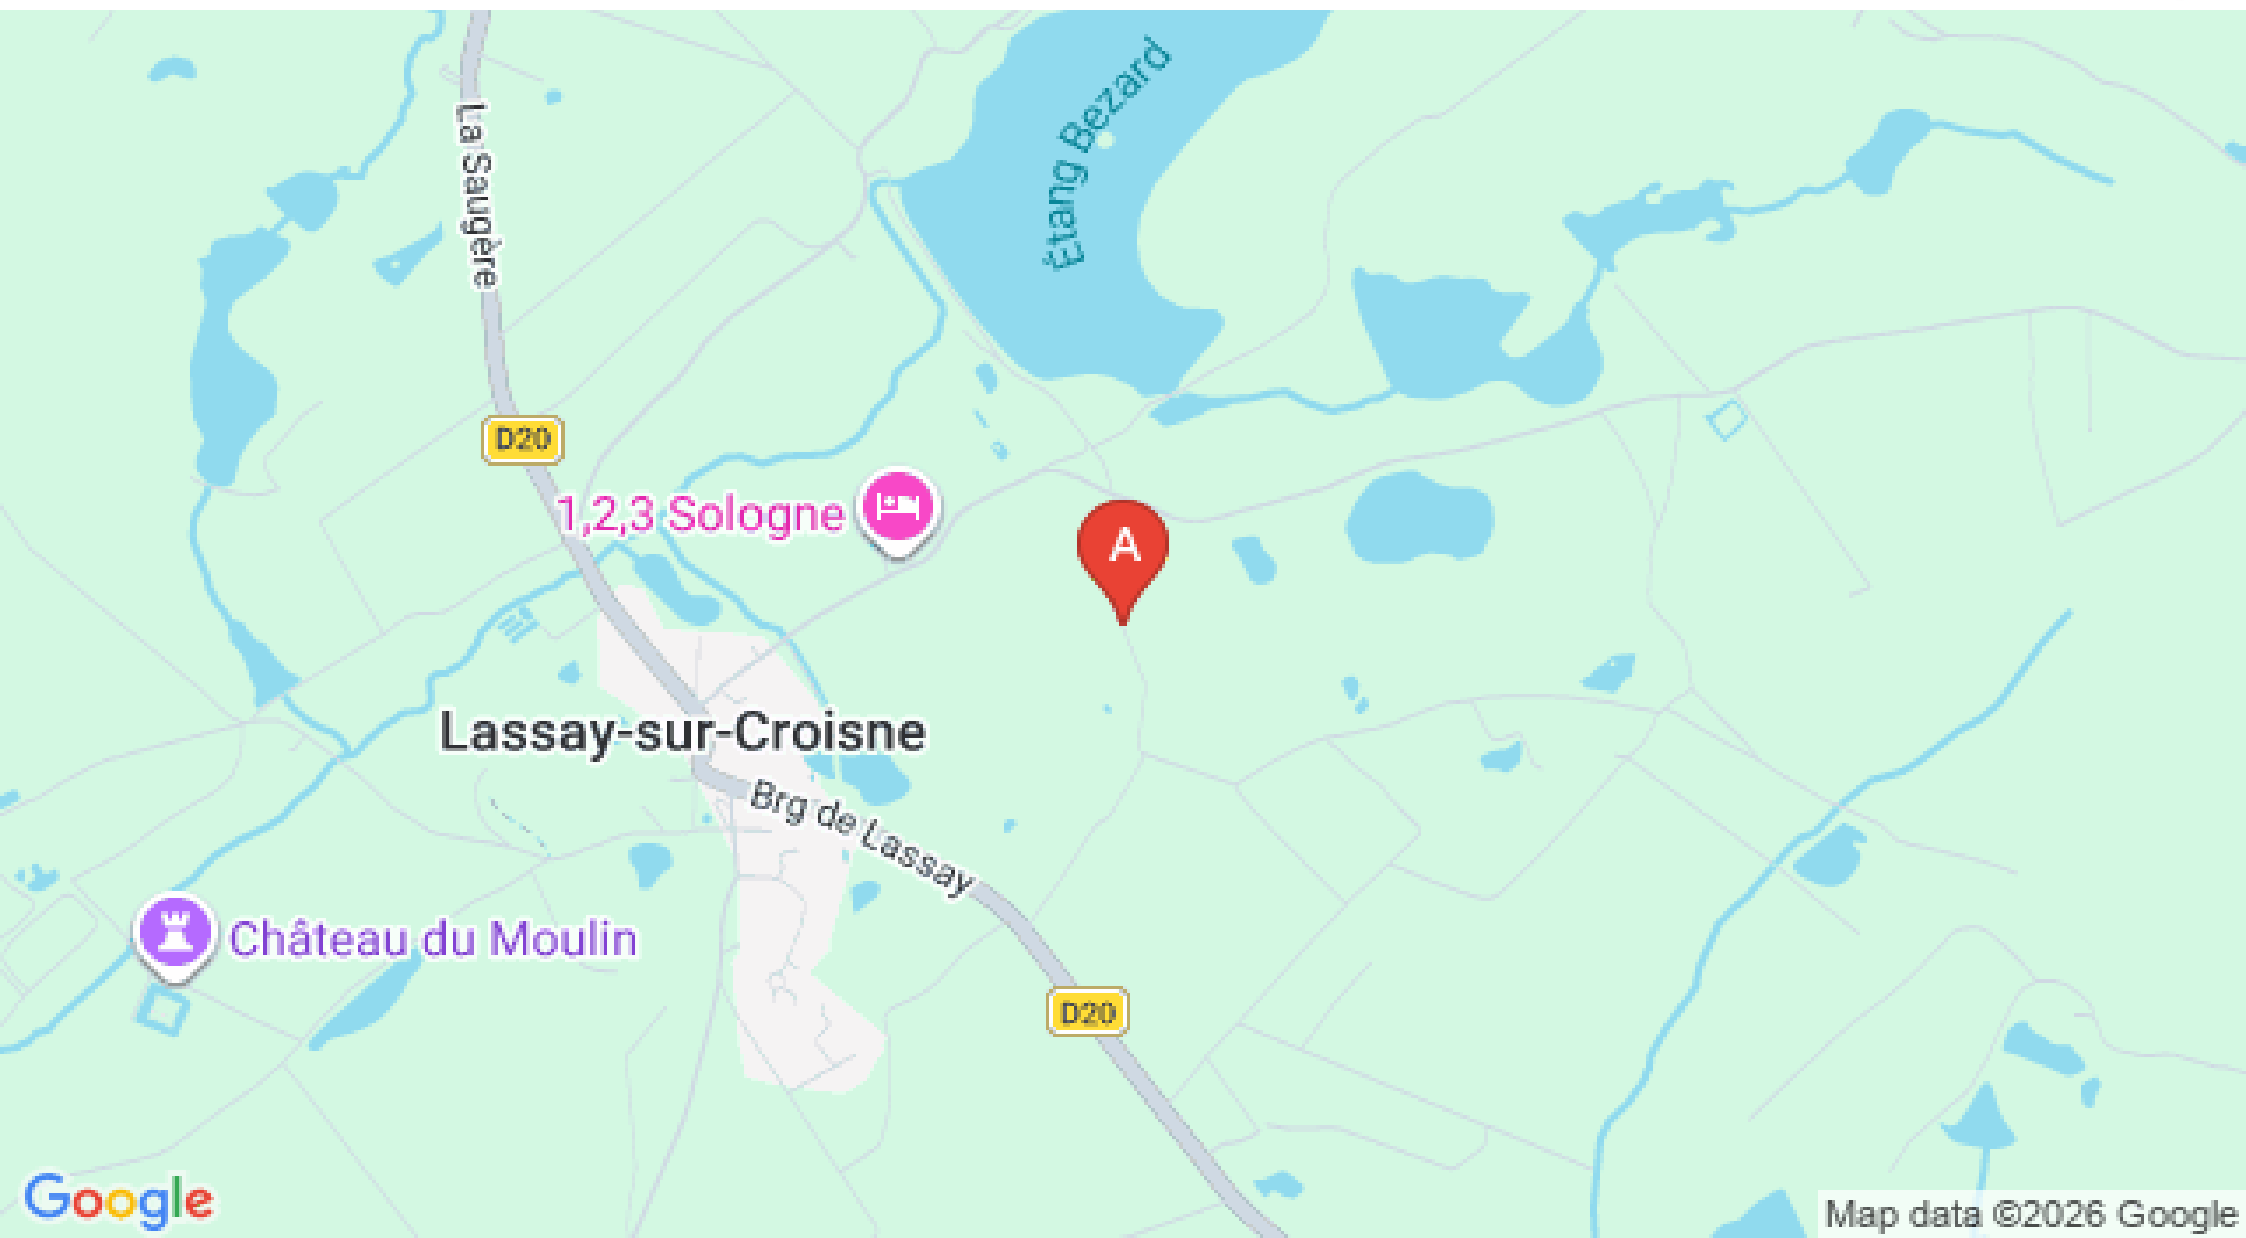 Étang Bezard
La Saugère
D20
1,2,3 Sologne
A
Lassay-sur-Croisne
Brg de Lassay
Château du Moulin
D20
Google
Map data ©2026 Google